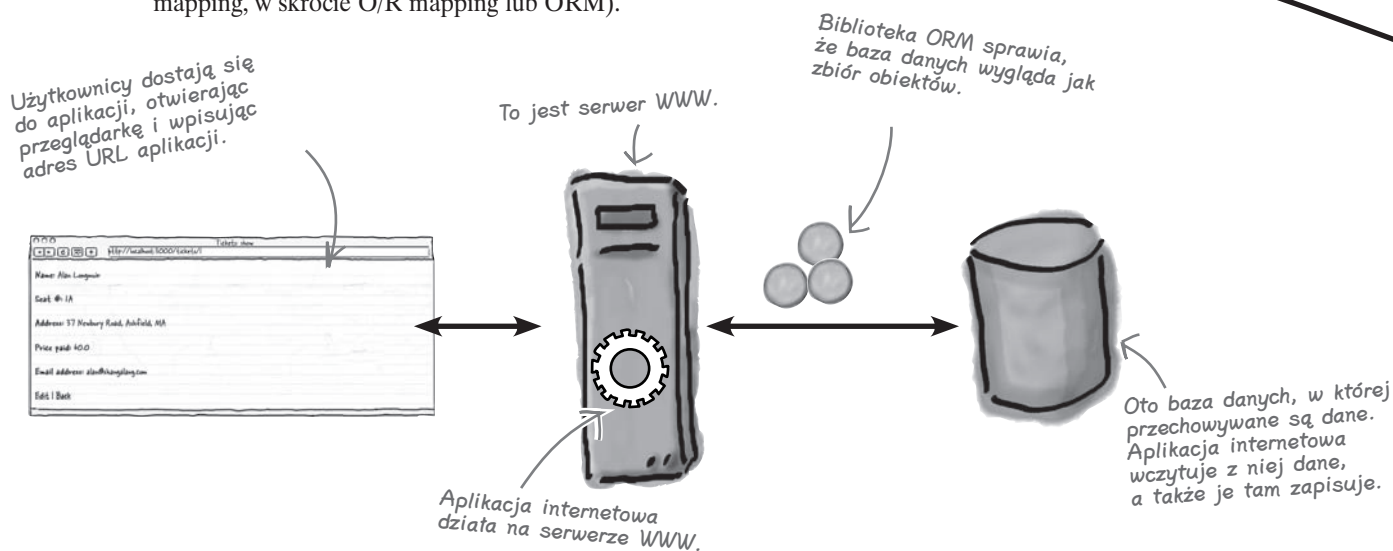 mapping, w skrócie O/R mapping lub ORM).
Użytkownicy dostają się
do aplikacji, otwierając
przeglądarkę i wpisując
adres URL aplikacji.
To jest serwer WWW.
Biblioteka ORM sprawia,
że baza danych wygląda jak
zbiór obiektów.
Tickets: show
http://localhost:3000/tickets/1
Name: Alan Longmuir
Seat #: 1A
Address: 37 Newbury Road, Ashfield, MA
Price paid: 40.0
Email address:
Edit | Back
Aplikacja internetowa
działa na serwerze WWW.
Oto baza danych, w której
przechowywane są dane.
Aplikacja internetowa
wczytuje z niej dane,
a także je tam zapisuje.